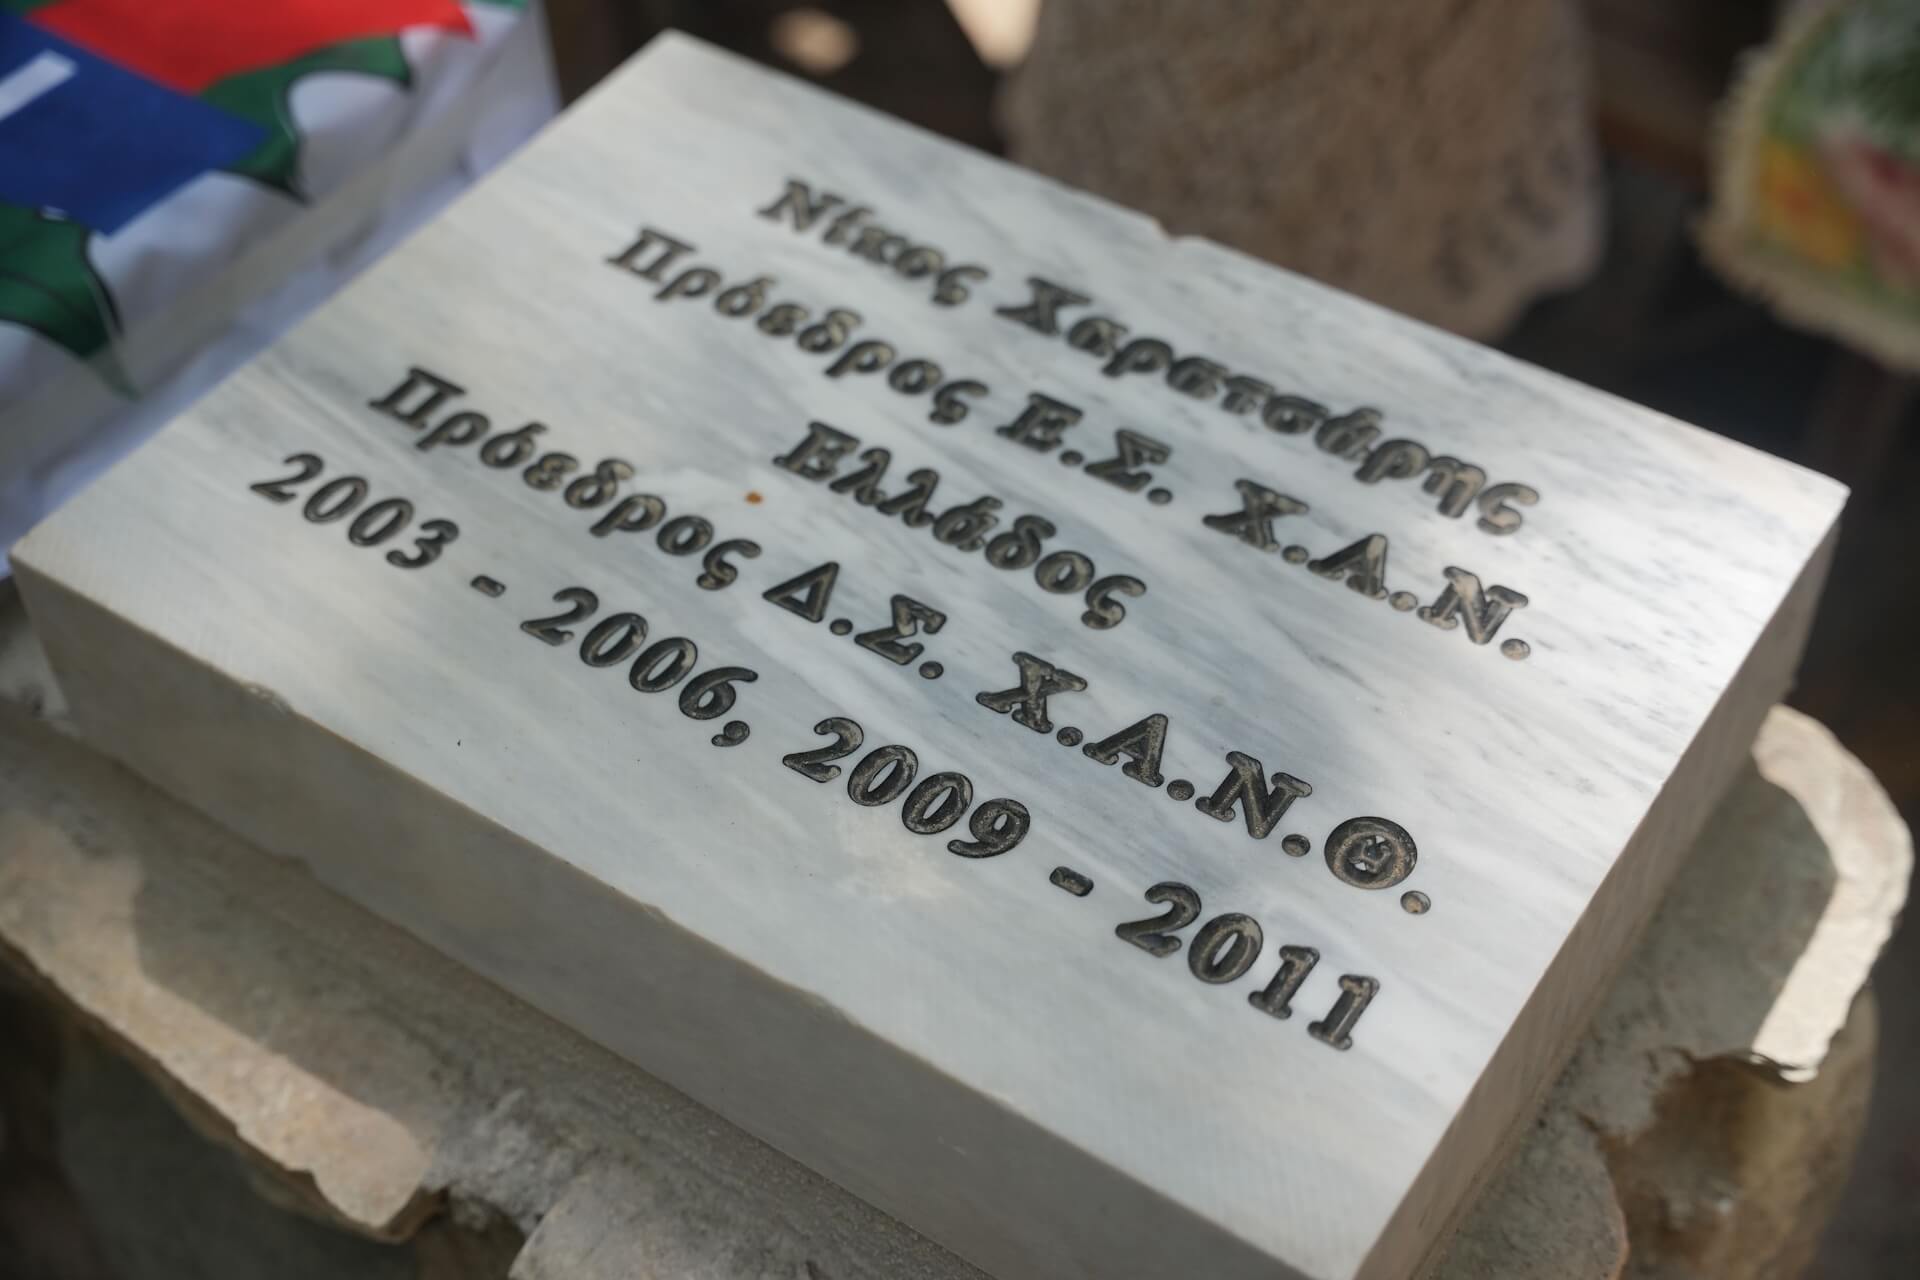 Νίκος Χαρατσάρης
Πρόεδρος Ε.Σ. Χ.Α.Ν.
Ελλάδος
Πρόεδρος Δ.Σ. Χ.Α.Ν.Θ.
2003 - 2006, 2009 - 2011